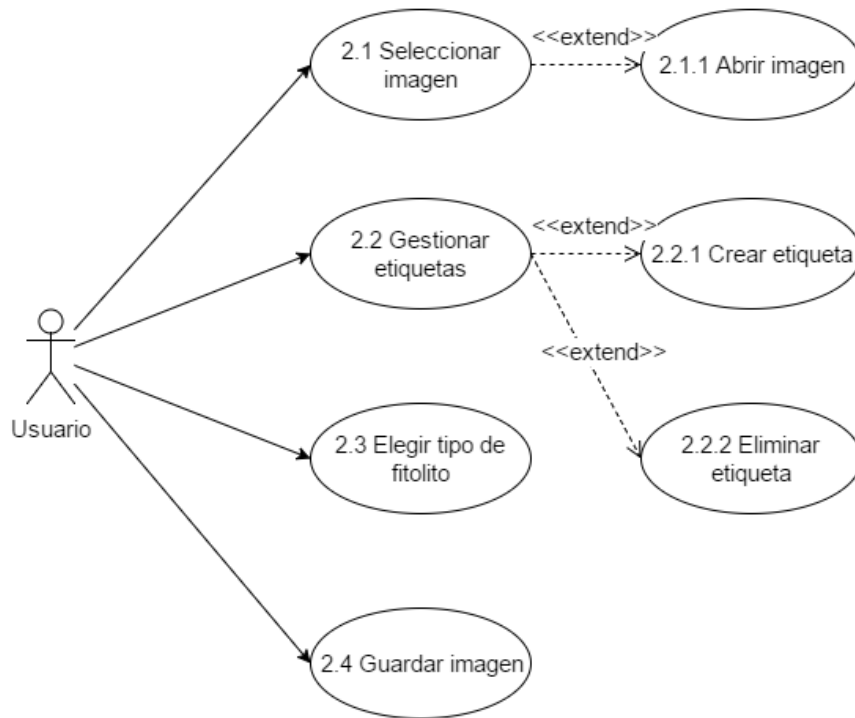 2.1 Seleccionar
imagen
<<extend>>
2.1.1 Abrir imagen
2.2 Gestionar
etiquetas
<<extend>>
2.2.1 Crear etiqueta
<<extend>>
Usuario
2.3 Elegir tipo de
fitolito
2.2.2 Eliminar
etiqueta
2.4 Guardar imagen